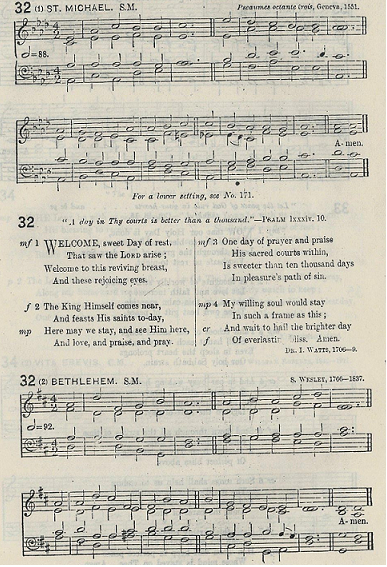 32 (1) ST. MICHAEL. S.M. Pseaumes octante trois, Geneva, 1551.
=88.
A-men.
For a lower setting, see No. 171.
32 "A day in Thy courts is better than a thousand."—PSALM lxxxiv. 10.
mf 1 WELCOME, sweet Day of rest,
That saw the LORD arise;
Welcome to this reviving breast,
And these rejoicing eyes.
f 2 The King Himself comes near,
And feasts His saints to-day,
mp Here may we stay, and see Him here,
And love, and praise, and pray.
mf 3 One day of prayer and praise
His sacred courts within,
Is sweeter than ten thousand days
In pleasure's path of sin.
mp 4 My willing soul would stay
In such a frame as this;
cr And wait to hail the brighter day
f Of everlasting bliss. Amen.
DR. I. WATTS, 1706—9.
32 (2) BETHLEHEM. S.M. S. WESLEY, 1766—1837.
=92.
A-men.